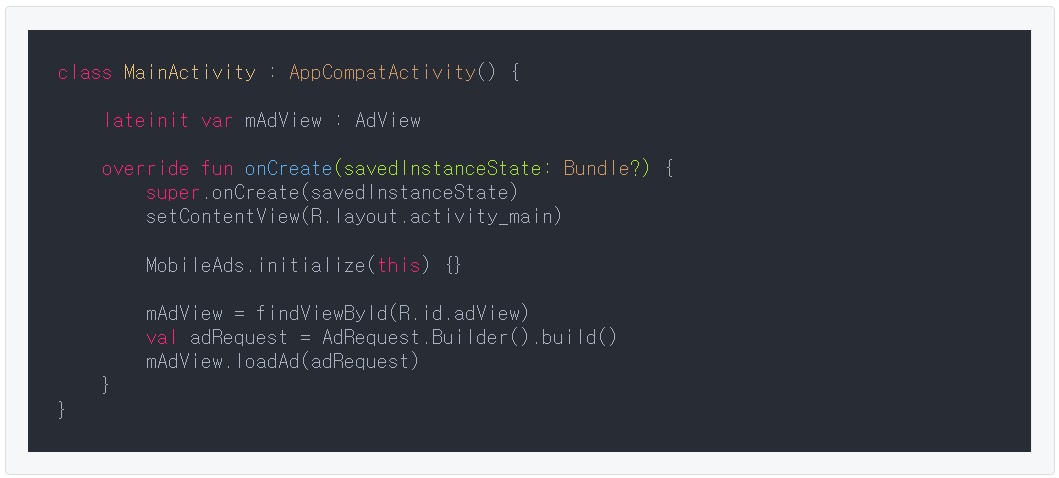 class MainActivity : AppCompatActivity() {
lateinit var mAdView : AdView
override fun onCreate(savedInstanceState: Bundle?) {
super.onCreate(savedInstanceState)
setContentView(R.layout.activity_main)
MobileAds.initialize(this) {}
mAdView = findViewById(R.id.adView)
val adRequest = AdRequest.Builder().build()
mAdView.loadAd(adRequest)
}
}